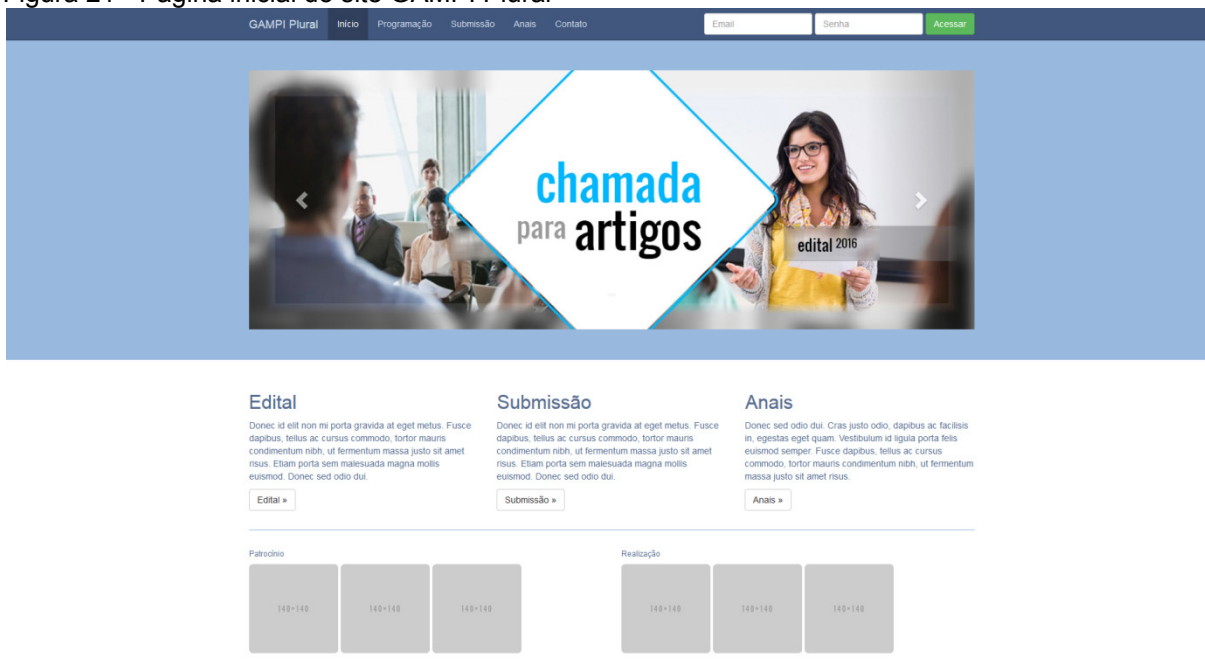 Figura 21 - Página inicial do site GAMPI Plural
GAMPI Plural Início Programação Submissão Anais Contato Email Senha Acessar
chamada
para artigos
edital 2016
Edital
Donec id elit non mi porta gravida at eget metus. Fusce
dapibus, tellus ac cursus commodo, tortor mauris
condimentum nibh, ut fermentum massa justo sit amet
risus. Etiam porta sem malesuada magna mollis
euismod. Donec sed odio dui.
Edital »
Submissão
Donec id elit non mi porta gravida at eget metus. Fusce
dapibus, tellus ac cursus commodo, tortor mauris
condimentum nibh, ut fermentum massa justo sit amet
risus. Etiam porta sem malesuada magna mollis
euismod. Donec sed odio dui.
Submissão »
Anais
Donec sed odio dui. Cras justo odio, dapibus ac facilisis
in, egestas eget quam. Vestibulum id ligula porta felis
euismod semper. Fusce dapibus, tellus ac cursus
commodo, tortor mauris condimentum nibh, ut fermentum
massa justo sit amet risus.
Anais »
Patrocínio
140×140 140×140 140×140
Realização
140×140 140×140 140×140